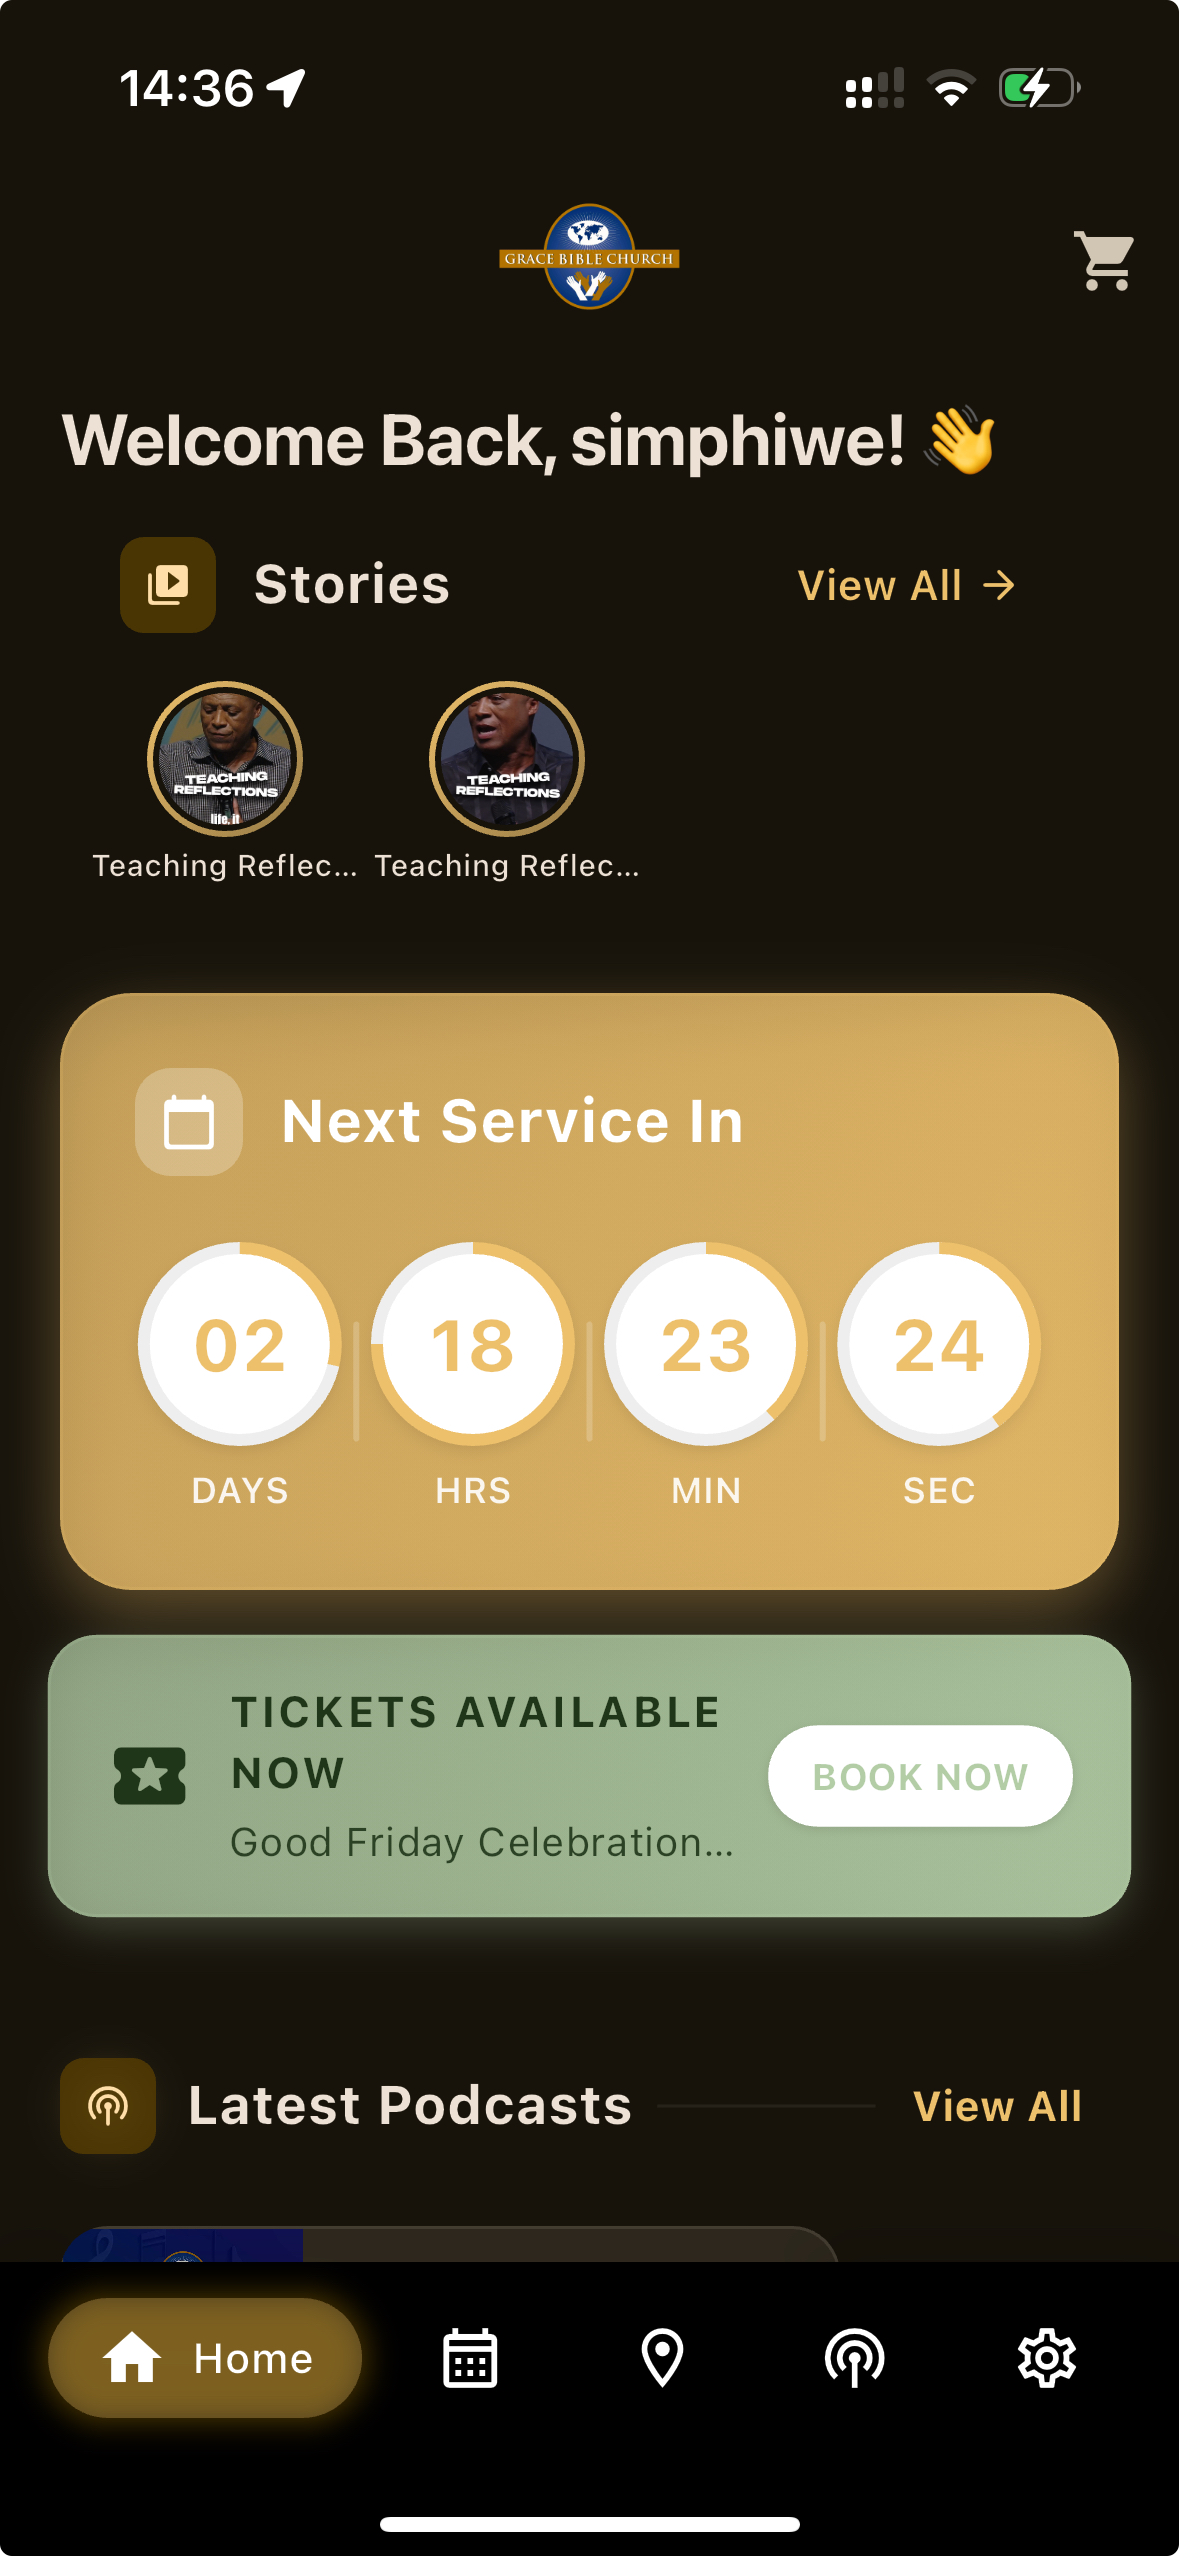 14:36
GRACE BIBLE CHURCH
Welcome Back, simphiwe! 👋
Stories
View All →
TEACHING
REFLECTIONS
life, it
TEACHING
REFLECTIONS
Teaching Reflec...
Teaching Reflec...
Next Service In
02
18
23
24
DAYS
HRS
MIN
SEC
TICKETS AVAILABLE
NOW
Good Friday Celebration...
BOOK NOW
Latest Podcasts
View All
Home